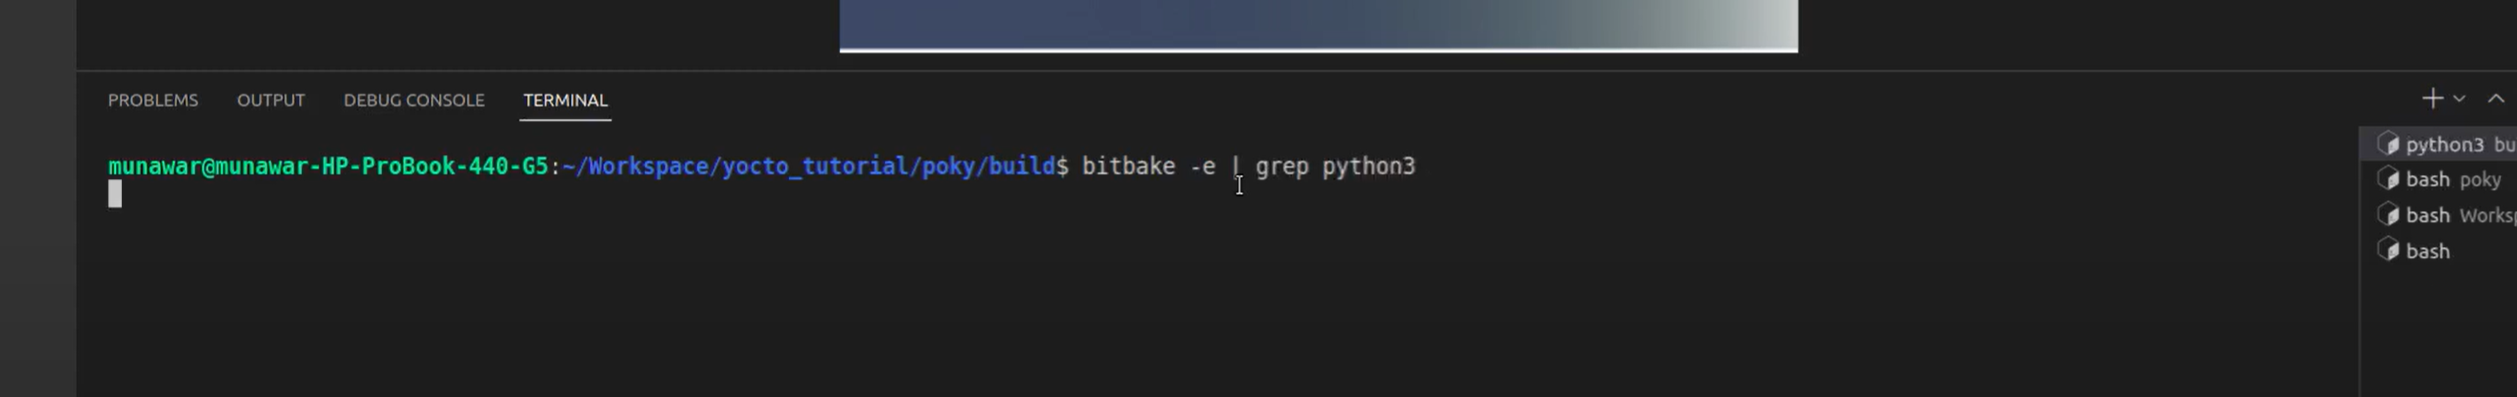 PROBLEMS OUTPUT DEBUG CONSOLE TERMINAL
munawar@munawar-HP-ProBook-440-G5:~/Workspace/yocto_tutorial/poky/build$ bitbake -e | grep python3
python3 bu
bash poky
bash Worksp
bash